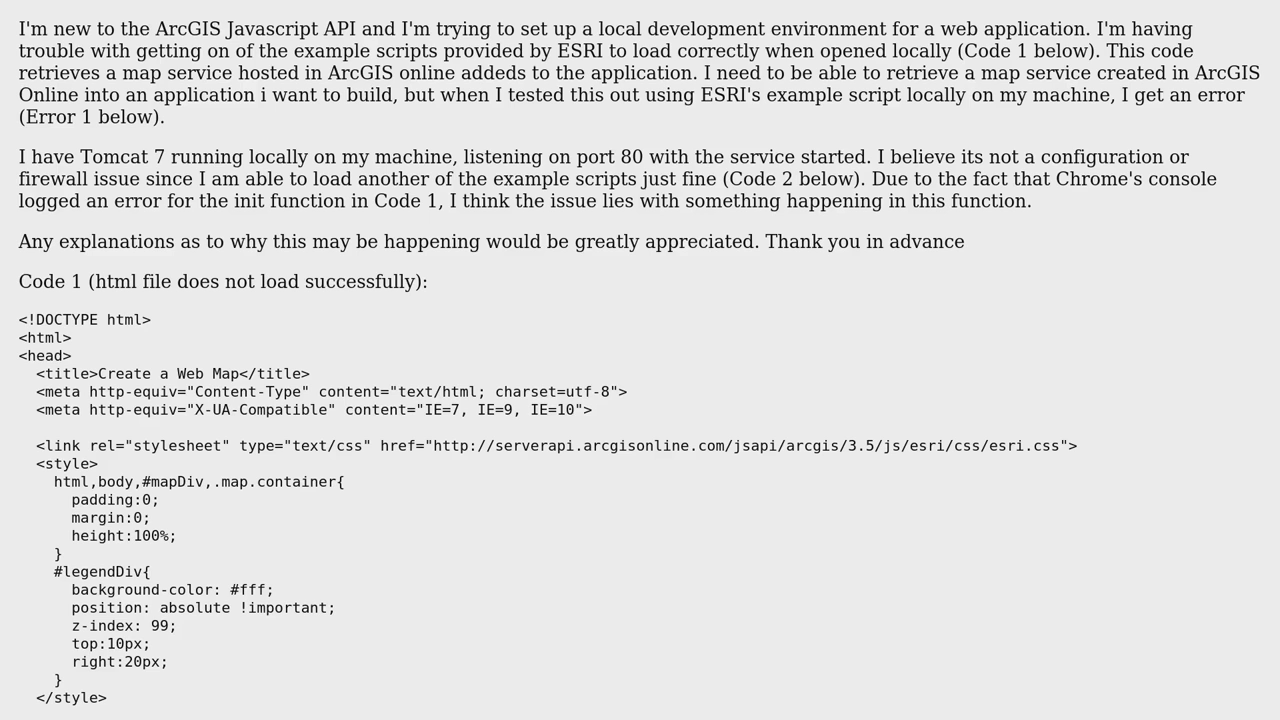 I'm new to the ArcGIS Javascript API and I'm trying to set up a local development environment for a web application. I'm having
trouble with getting on of the example scripts provided by ESRI to load correctly when opened locally (Code 1 below). This code
retrieves a map service hosted in ArcGIS online addeds to the application. I need to be able to retrieve a map service created in ArcGIS
Online into an application i want to build, but when I tested this out using ESRI's example script locally on my machine, I get an error
(Error 1 below).
I have Tomcat 7 running locally on my machine, listening on port 80 with the service started. I believe its not a configuration or
firewall issue since I am able to load another of the example scripts just fine (Code 2 below). Due to the fact that Chrome's console
logged an error for the init function in Code 1, I think the issue lies with something happening in this function.
Any explanations as to why this may be happening would be greatly appreciated. Thank you in advance
Code 1 (html file does not load successfully):
<!DOCTYPE html>
<html>
<head>
  <title>Create a Web Map</title>
  <meta http-equiv="Content-Type" content="text/html; charset=utf-8">
  <meta http-equiv="X-UA-Compatible" content="IE=7, IE=9, IE=10">
  <link rel="stylesheet" type="text/css" href="http://serverapi.arcgisonline.com/jsapi/arcgis/3.5/js/esri/css/esri.css">
  <style>
    html,body,#mapDiv,.map.container{
      padding:0;
      margin:0;
      height:100%;
    }
    #legendDiv{
      background-color: #fff;
      position: absolute !important;
      z-index: 99;
      top:10px;
      right:20px;
    }
  </style>